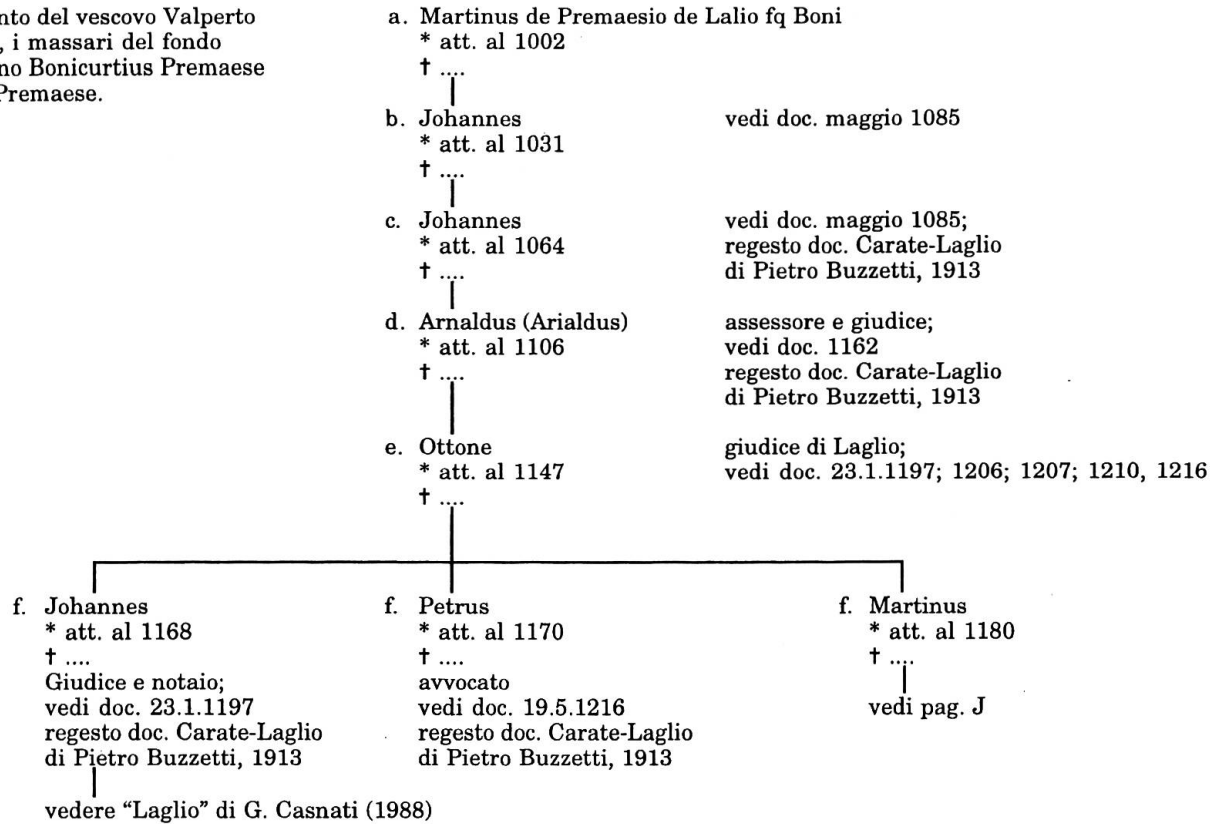 nto del vescovo Valperto
, i massari del fondo
no Bonicurtius Premaese
Premaese.
a. Martinus de Premaesio de Lalio fq Boni
* att. al 1002
† ....
b. Johannes
vedi doc. maggio 1085
* att. al 1031
† ....
c. Johannes
vedi doc. maggio 1085;
* att. al 1064
regesto doc. Carate-Laglio
† ....
di Pietro Buzzetti, 1913
d. Arnaldus (Arialdus)
assessore e giudice;
* att. al 1106
vedi doc. 1162
† ....
regesto doc. Carate-Laglio
di Pietro Buzzetti, 1913
e. Ottone
giudice di Laglio;
* att. al 1147
vedi doc. 23.1.1197; 1206; 1207; 1210, 1216
† ....
f. Johannes
* att. al 1168
† ....
Giudice e notaio;
vedi doc. 23.1.1197
regesto doc. Carate-Laglio
di Pietro Buzzetti, 1913
vedere “Laglio” di G. Casnati (1988)
f. Petrus
* att. al 1170
† ....
avvocato
vedi doc. 19.5.1216
regesto doc. Carate-Laglio
di Pietro Buzzetti, 1913
f. Martinus
* att. al 1180
† ....
vedi pag. J